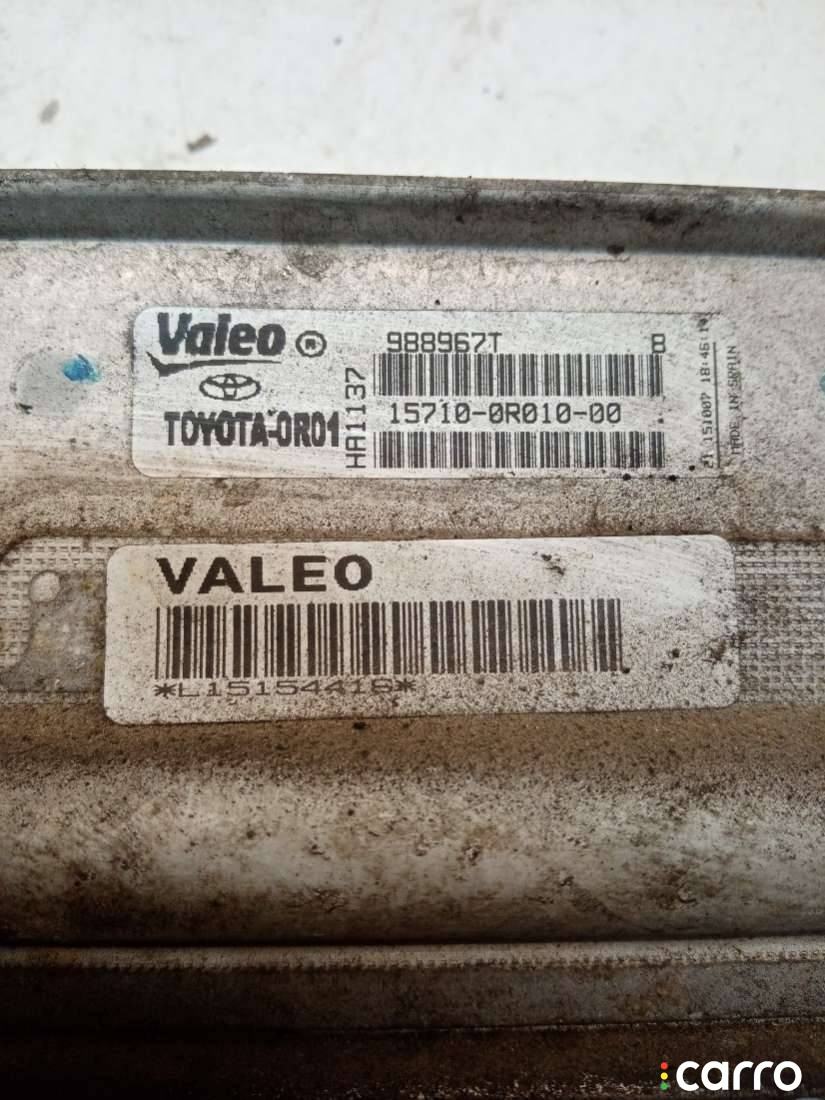 Valeo ®
TOYOTA-0R01
HA1137
988967T B
15710-0R010-00 .
MADE IN SPAIN
VALEO
*L15154416*
carro